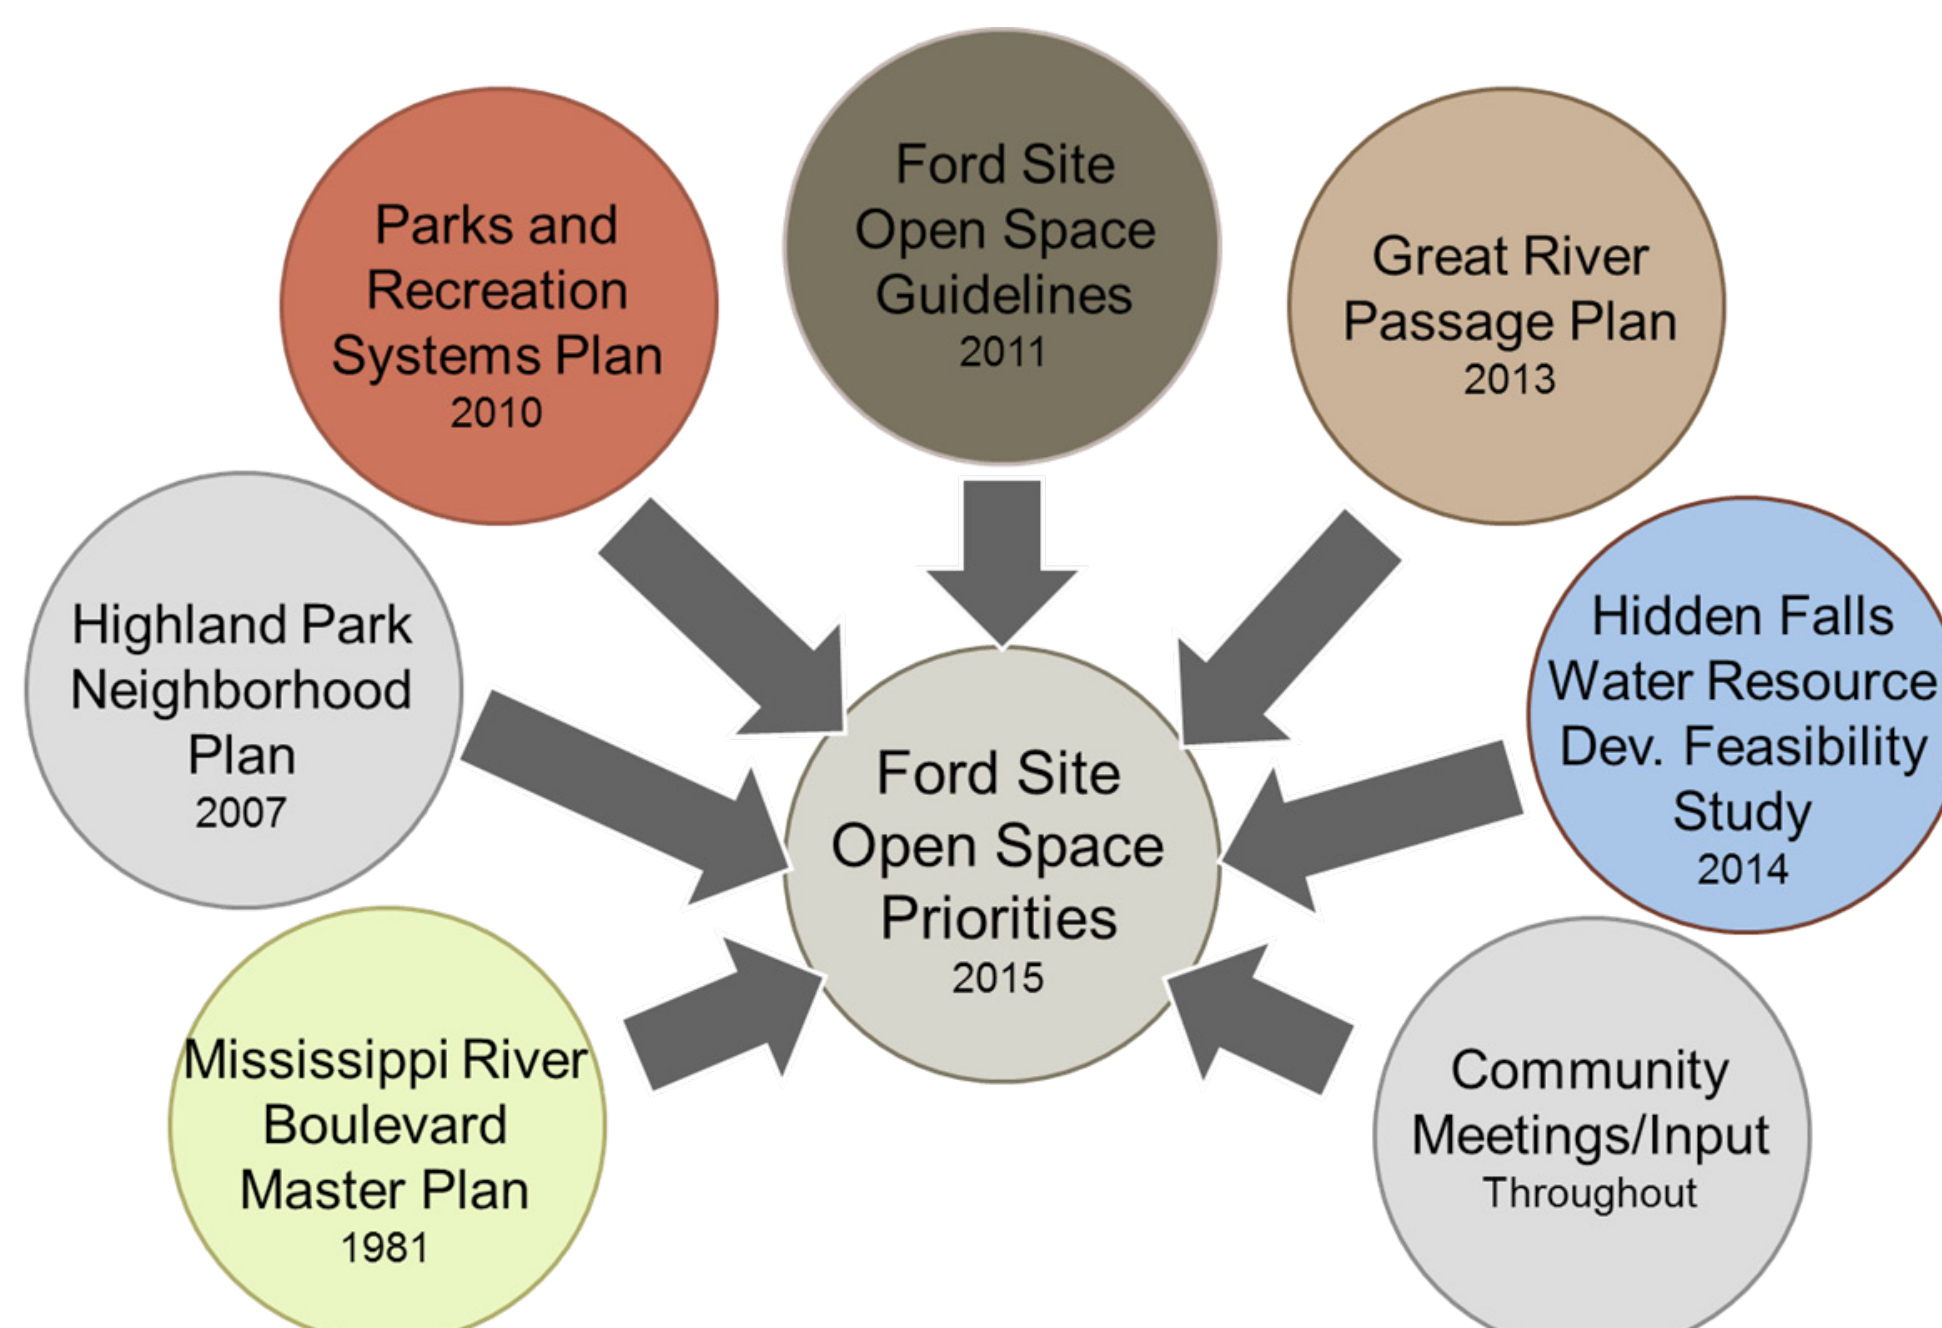 Ford Site
Open Space
Guidelines
2011
Parks and
Recreation
Systems Plan
2010
Great River
Passage Plan
2013
Highland Park
Neighborhood
Plan
2007
Hidden Falls
Water Resource
Dev. Feasibility
Study
2014
Ford Site
Open Space
Priorities
2015
Mississippi River
Boulevard
Master Plan
1981
Community
Meetings/Input
Throughout